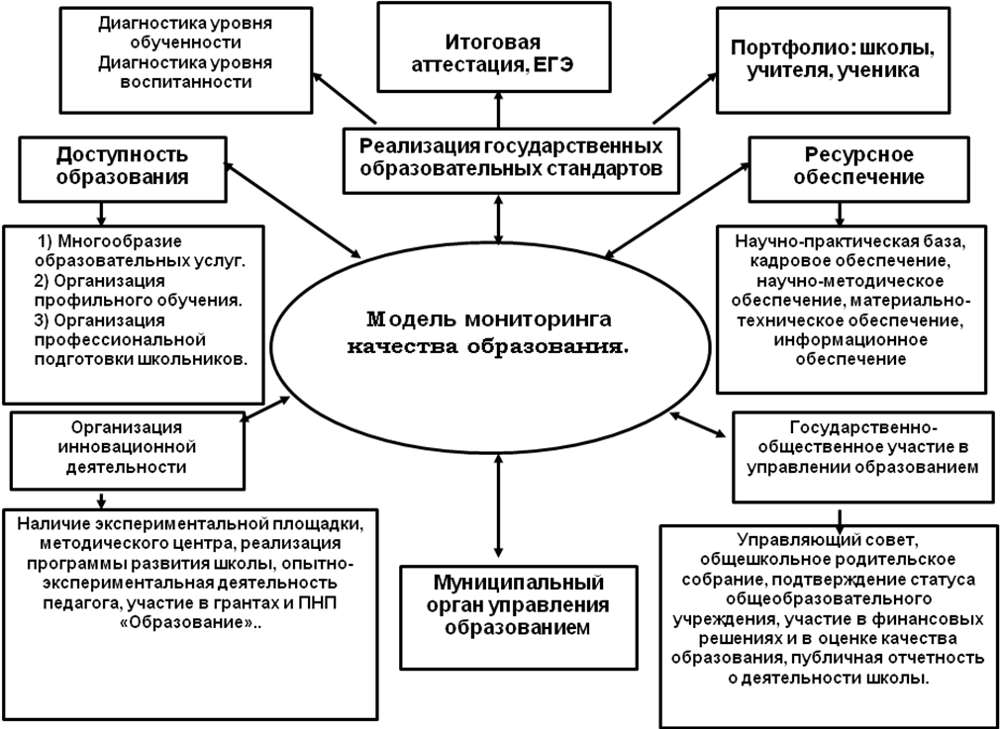 Диагностика уровня
обученности
Диагностика уровня
воспитанности
Итоговая
аттестация, ЕГЭ
Портфолио: школы,
учителя, ученика
Доступность
образования
Реализация государственных
образовательных стандартов
Ресурсное
обеспечение
1) Многообразие
образовательных услуг.
2) Организация
профильного обучения.
3) Организация
профессиональной
подготовки школьников.
Модель мониторинга
качества образования.
Научно-практическая база,
кадровое обеспечение,
научно-методическое
обеспечение, материально-
техническое обеспечение,
информационное
обеспечение
Организация
инновационной
деятельности
Государственно-
общественное участие в
управлении образованием
Наличие экспериментальной площадки,
методического центра, реализация
программы развития школы, опытно-
экспериментальная деятельность
педагога, участие в грантах и ПНП
«Образование»..
Муниципальный
орган управления
образованием
Управляющий совет,
общешкольное родительское
собрание, подтверждение статуса
общеобразовательного
учреждения, участие в финансовых
решениях и в оценке качества
образования, публичная отчетность
о деятельности школы.